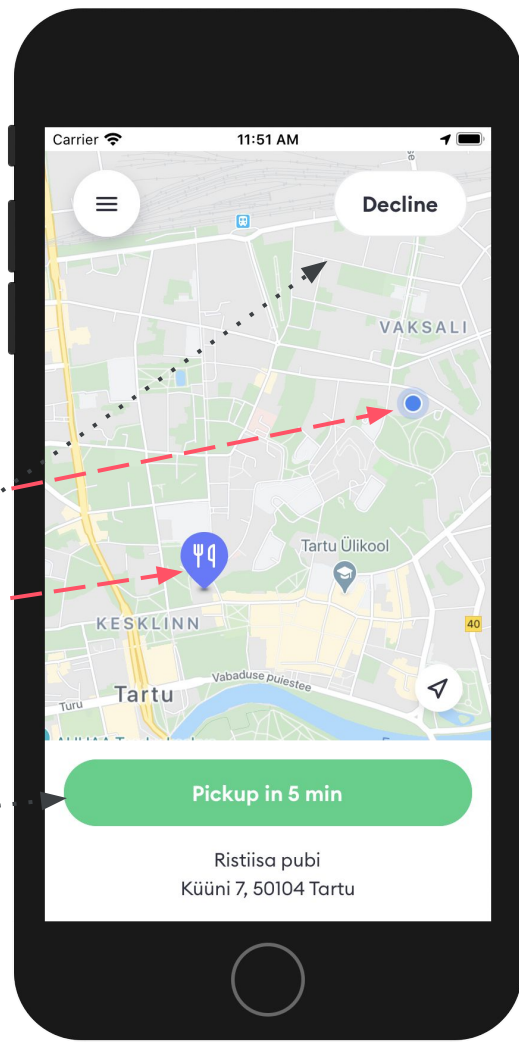 Carrier
11:51 AM
Decline
VAKSALI
Tartu Ülikool
KESKLINN
40
Vabaduse puiestee
Tartu
Turu
Pickup in 5 min
Ristiisa pubi
Küüni 7, 50104 Tartu